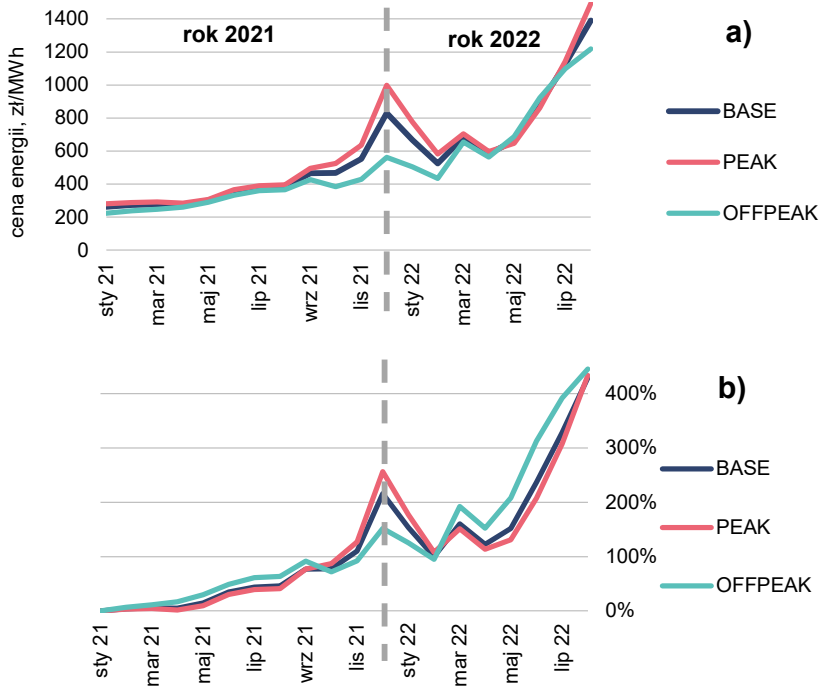 rok 2021
rok 2022
a)
cena energii, zł/MWh
1400
1200
1000
800
600
400
200
0
sty 21
mar 21
maj 21
lip 21
wrz 21
lis 21
sty 22
mar 22
maj 22
lip 22
BASE
PEAK
OFFPEAK
b)
400%
300%
200%
100%
0%
sty 21
mar 21
maj 21
lip 21
wrz 21
lis 21
sty 22
mar 22
maj 22
lip 22
BASE
PEAK
OFFPEAK